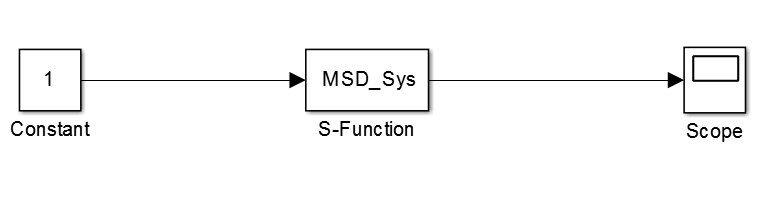 1
MSD_Sys
Constant
S-Function
Scope